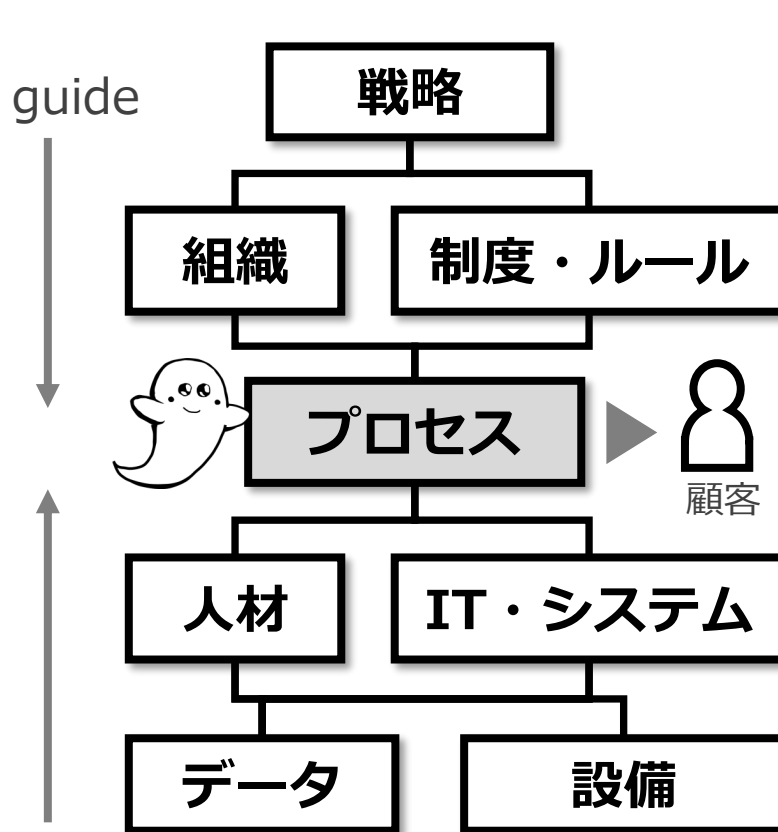 guide
戦略
組織
制度・ルール
プロセス
顧客
人材
IT・システム
データ
設備